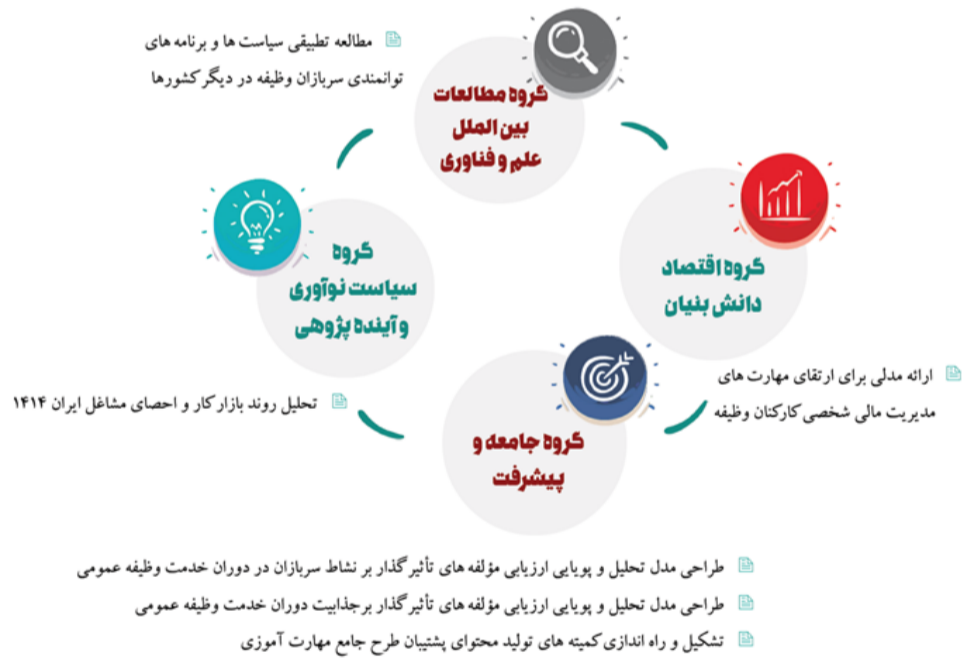 مطالعه تطبیقی سیاست ها و برنامه های
توانمندی سربازان وظیفه در دیگر کشورها
گروه مطالعات
بین الملل
علم و فناوری
گروه اقتصاد
دانش بنیان
گروه
سیاست نوآوری
و آینده پژوهی
ارائه مدلی برای ارتقای مهارت های
مدیریت مالی شخصی کارکنان وظیفه
تحلیل روند بازار کار و احصای مشاغل ایران ۱۴۱۴
گروه جامعه و
پیشرفت
طراحی مدل تحلیل و پویایی ارزیابی مؤلفه های تأثیرگذار بر نشاط سربازان در دوران خدمت وظیفه عمومی
طراحی مدل تحلیل و پویایی ارزیابی مؤلفه های تأثیرگذار برجذابیت دوران خدمت وظیفه عمومی
تشکیل و راه اندازی کمیته های تولید محتوای پشتیبان طرح جامع مهارت آموزی